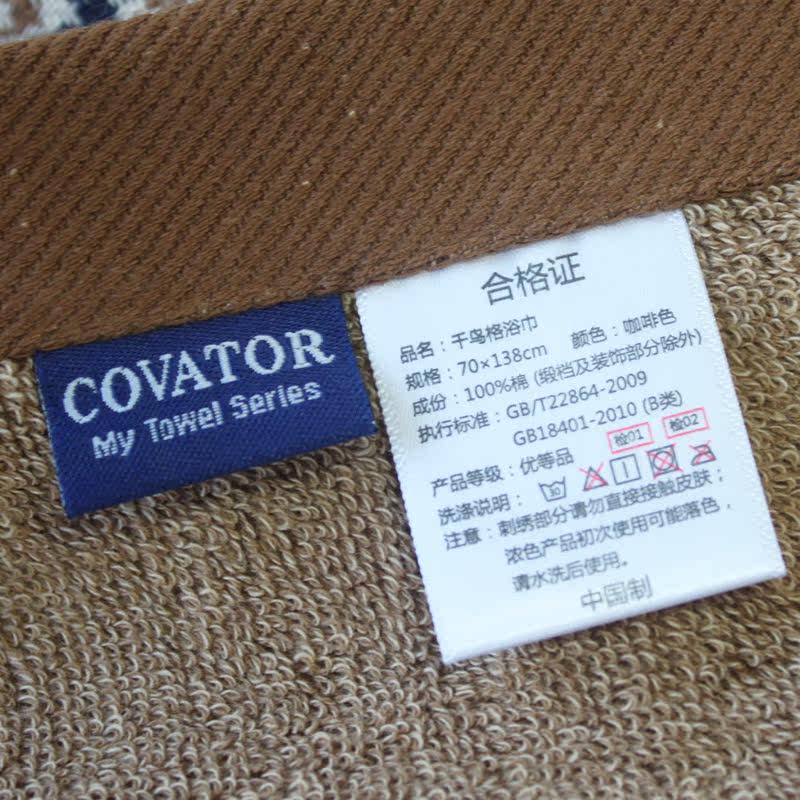 COVATOR
My Towel Series
合格证
品名：千鸟格浴巾 颜色：咖啡色
规格：70×138cm
成份：100%棉 (缎档及装饰部分除外)
执行标准：GB/T22864-2009
GB18401-2010 (B类)
产品等级：优等品 检01 检02
洗涤说明：
注意：刺绣部分请勿直接接触皮肤；
浓色产品初次使用可能落色，
请水洗后使用。
中国制